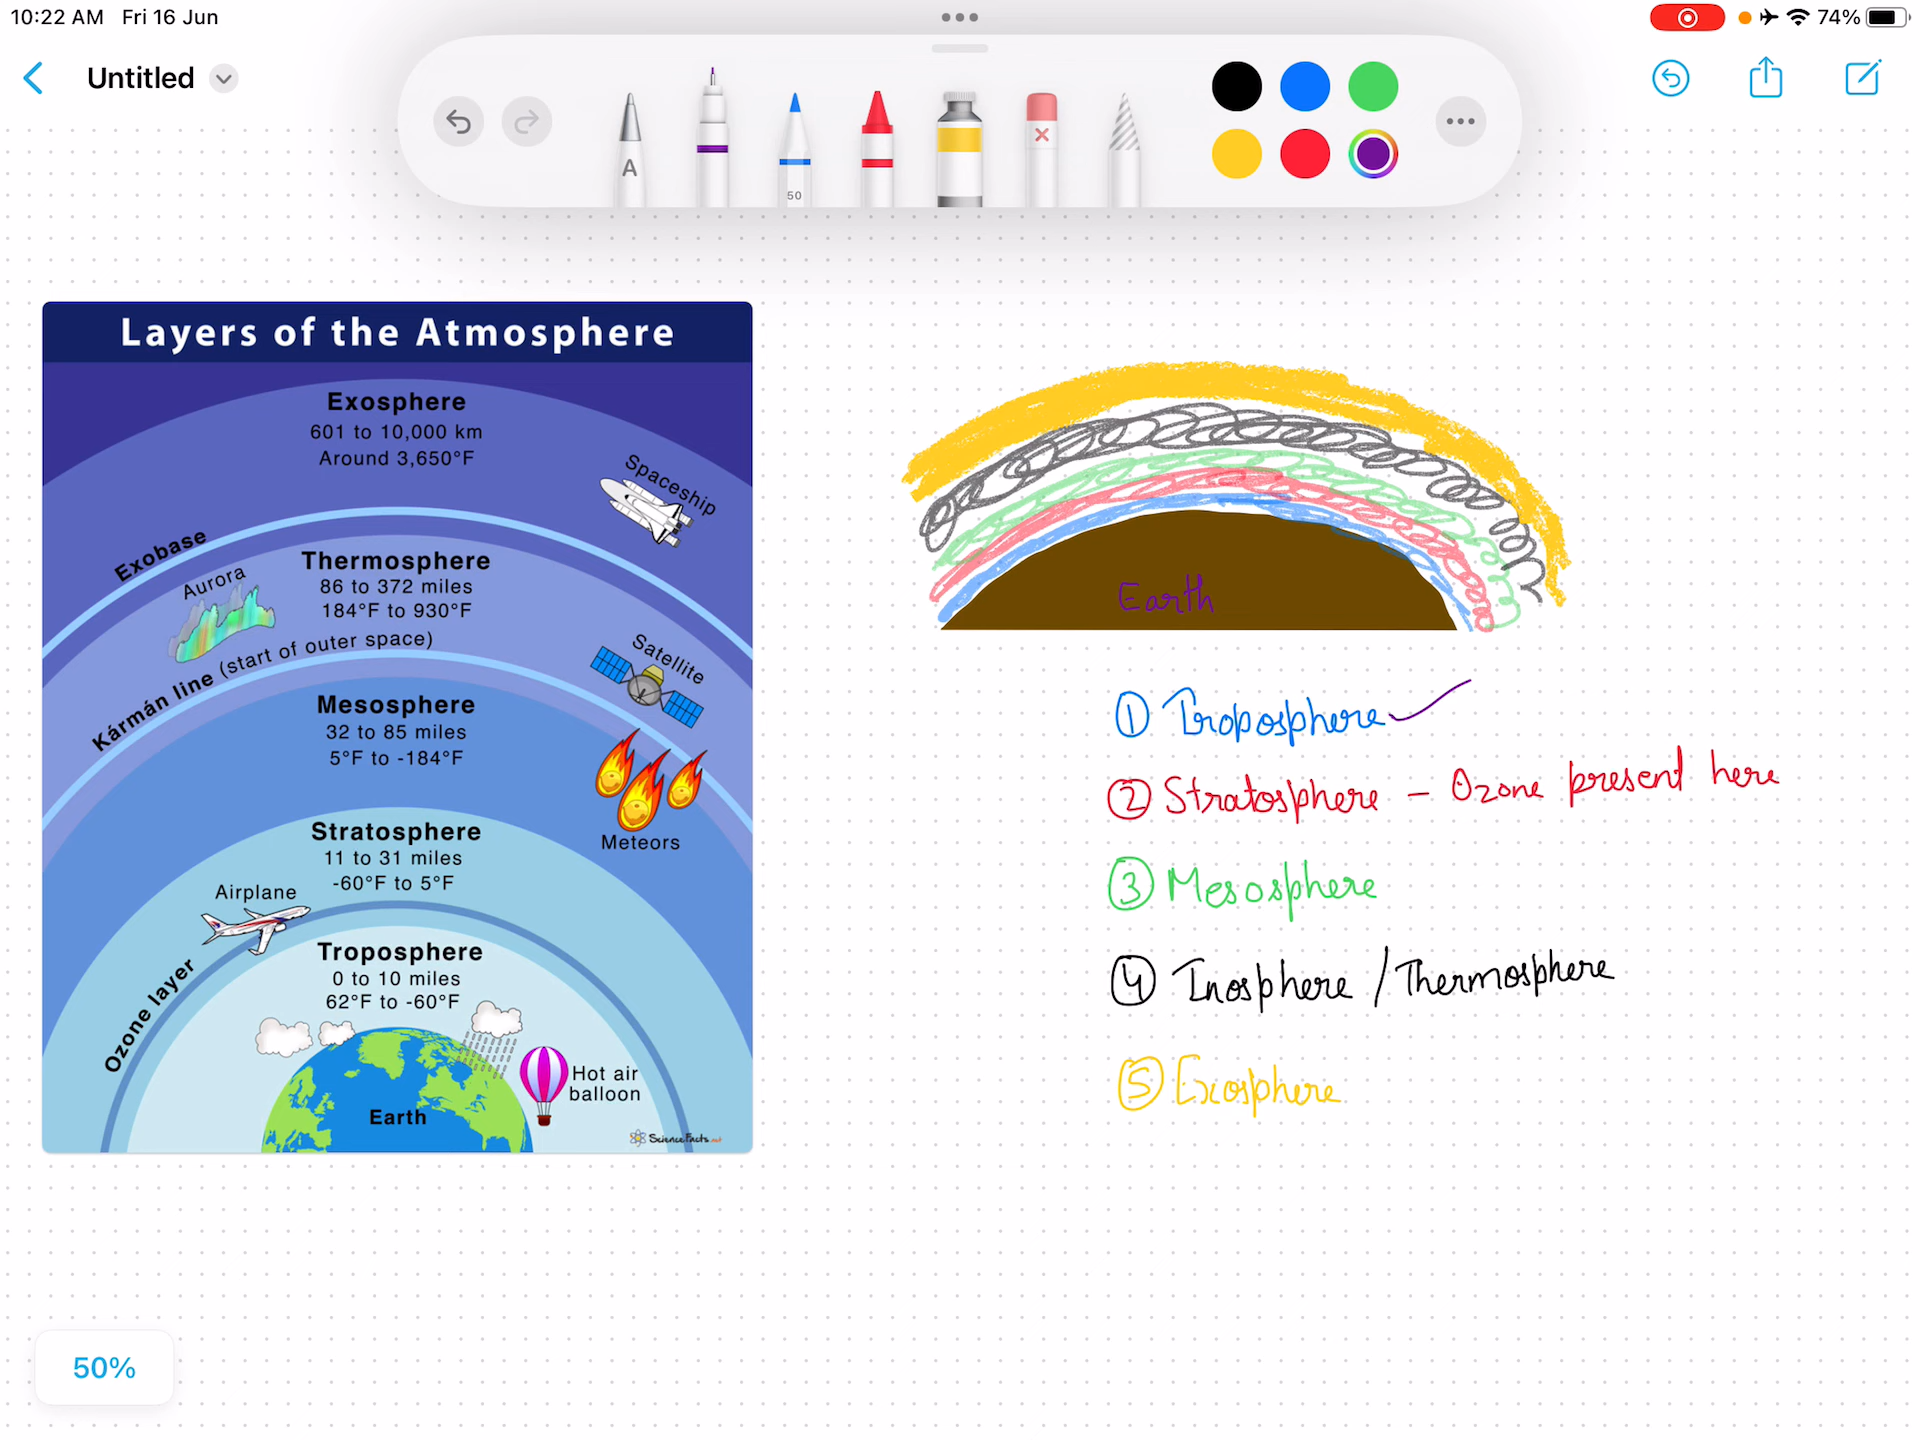 10:22 AM Fri 16 Jun
74%
Untitled
A
50
Layers of the Atmosphere
Exosphere
601 to 10,000 km
Around 3,650°F
Spaceship
Exobase
Thermosphere
86 to 372 miles
184°F to 930°F
Aurora
Kármán line (start of outer space)
Satellite
Mesosphere
32 to 85 miles
5°F to -184°F
Meteors
Stratosphere
11 to 31 miles
-60°F to 5°F
Airplane
Ozone layer
Troposphere
0 to 10 miles
62°F to -60°F
Hot air
balloon
Earth
ScienceFacts.net
Earth
① Troposphere
② Stratosphere – Ozone present here
③ Mesosphere
④ Inosphere / Thermosphere
⑤ Exosphere
50%